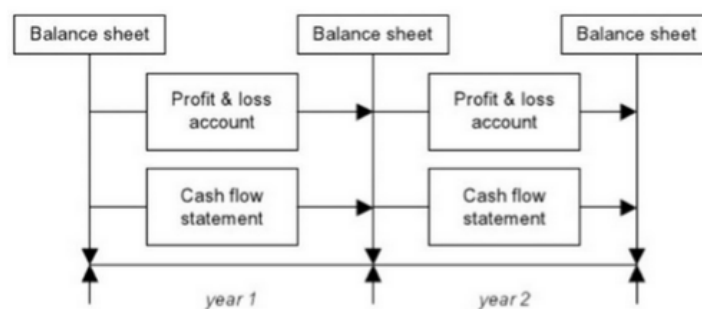 Balance sheet
Balance sheet
Balance sheet
Profit & loss
account
Profit & loss
account
Cash flow
statement
Cash flow
statement
year 1
year 2